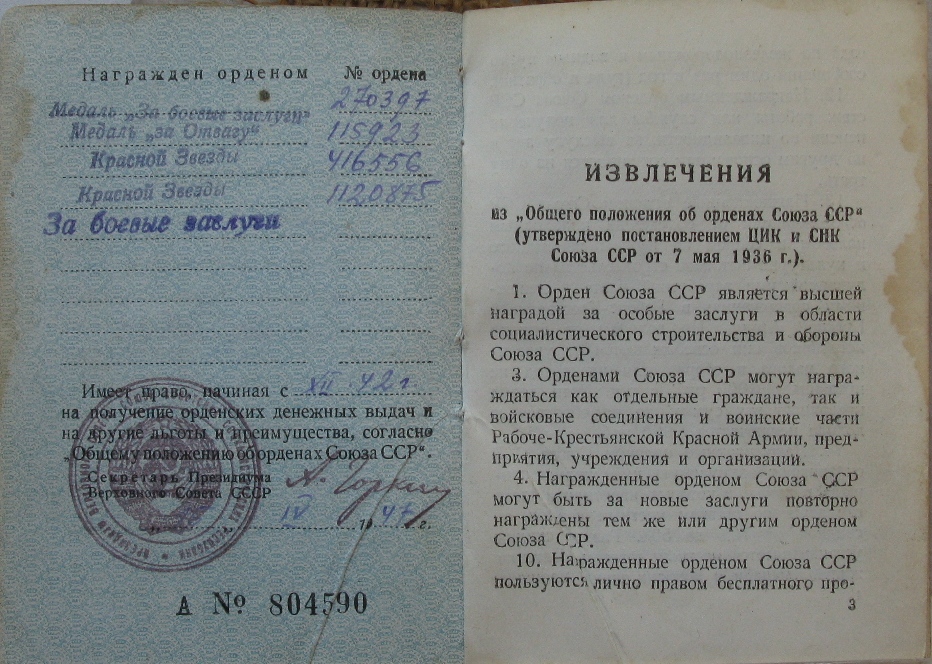 Награжден орденом № ордена
Медаль „За боевые заслуги" 270397
Медаль „за Отвагу" 115923
Красной Звезды 416556
Красной Звезды 1120875
За боевые заслуги
Имеет право, начиная с XII 42 г
на получение орденских денежных выдач и
на другие льготы и преимущества, согласно
„Общему положению об орденах Союза ССР".
Секретарь Президиума
Верховного Совета СССР
IV 1947 г.
А № 804590
ИЗВЛЕЧЕНИЯ
из „Общего положения об орденах Союза ССР"
(утверждено постановлением ЦИК и СНК
Союза ССР от 7 мая 1936 г.).
1. Орден Союза ССР является высшей
наградой за особые заслуги в области
социалистического строительства и обороны
Союза ССР.
3. Орденами Союза ССР могут награ-
ждаться как отдельные граждане, так и
войсковые соединения и воинские части
Рабоче-Крестьянской Красной Армии, пред-
приятия, учреждения и организаций.
4. Награжденные орденом Союза ССР
могут быть за новые заслуги повторно
награждены тем же или другим орденом
Союза ССР.
10. Награжденные орденом Союза ССР
пользуются лично правом бесплатного про-
3